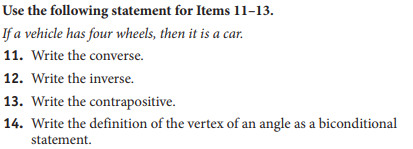 Use the following statement for Items 11–13.
If a vehicle has four wheels, then it is a car.
11. Write the converse.
12. Write the inverse.
13. Write the contrapositive.
14. Write the definition of the vertex of an angle as a biconditional
statement.